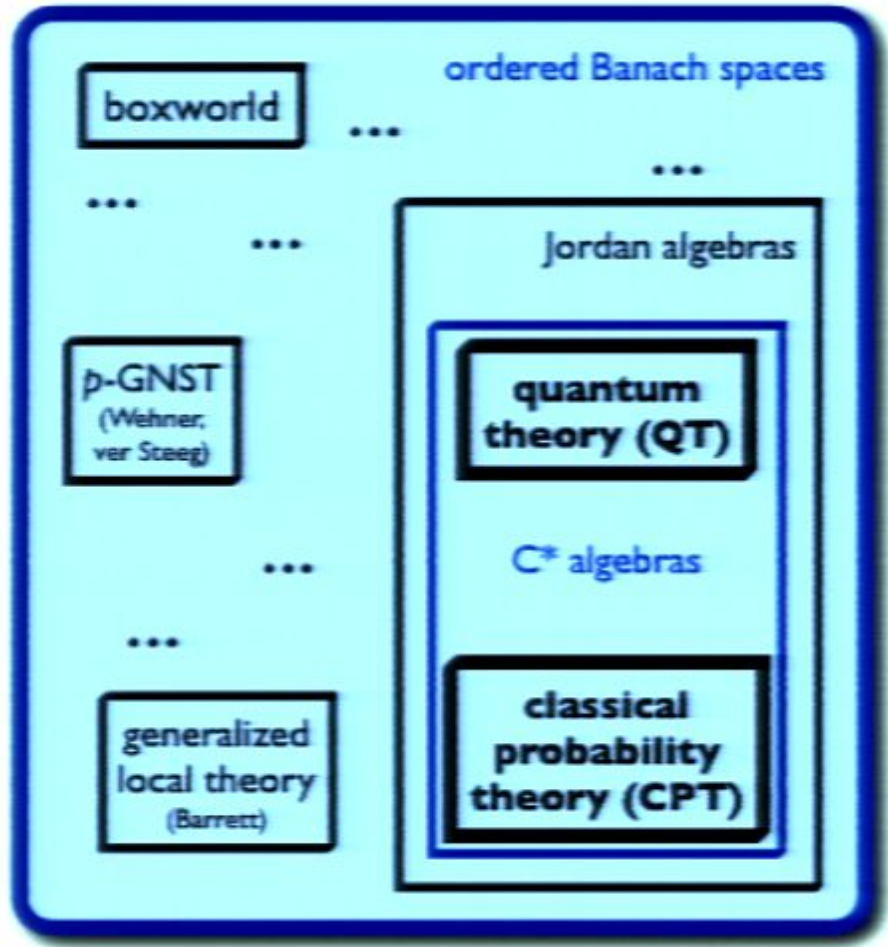 ordered Banach spaces
boxworld
...
...
...
...
Jordan algebras
p-GNST
(Wehner,
ver Steeg)
quantum
theory (QT)
C* algebras
...
...
generalized
local theory
(Barrett)
classical
probability
theory (CPT)